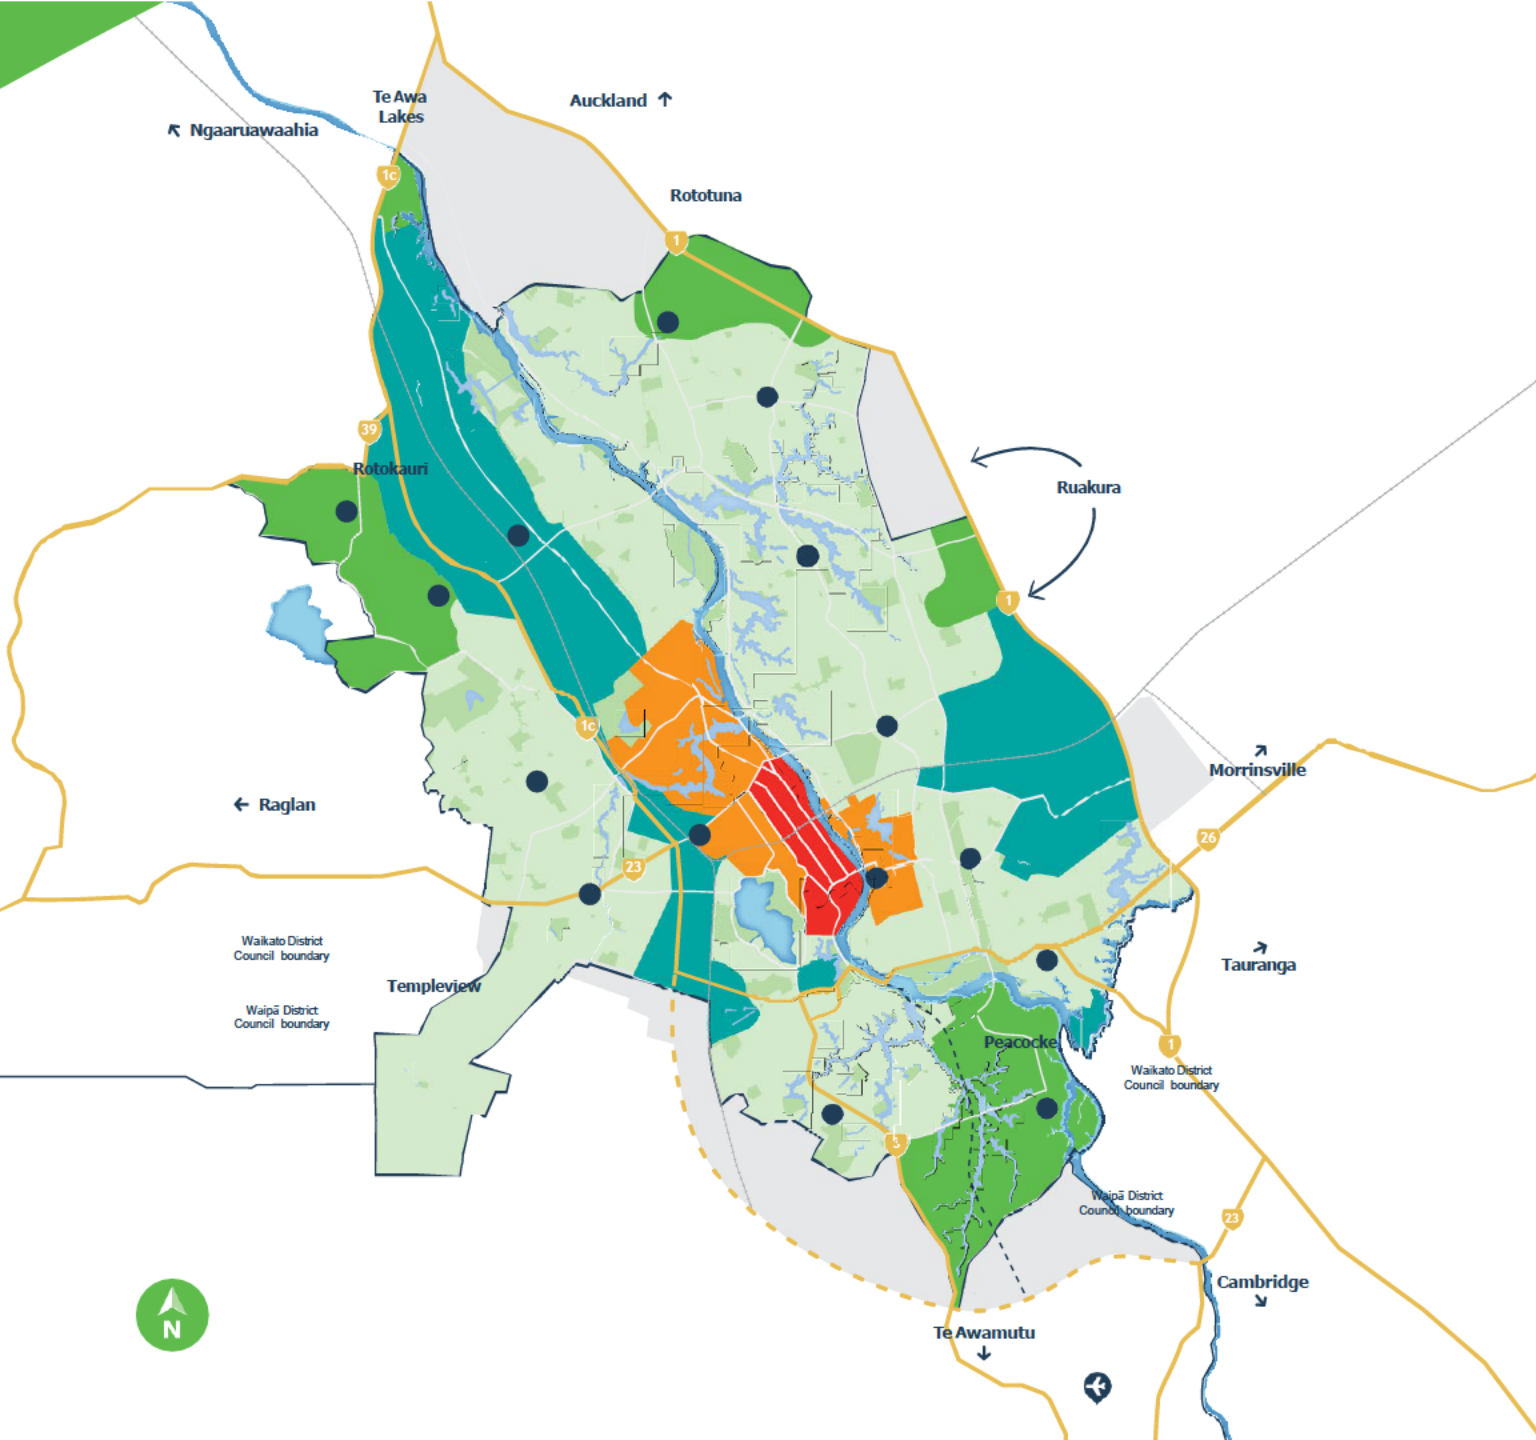 Te Awa
Lakes
Auckland
Ngaaruawaahia
1c
Rototuna
1
39
Rotokauri
Ruakura
1
1c
Morrinsville
Raglan
26
23
Waikato District
Council boundary
Tauranga
Templeview
Waipā District
Council boundary
Peacocke
1
Waikato District
Council boundary
3
Waipā District
Council boundary
23
Cambridge
N
Te Awamutu